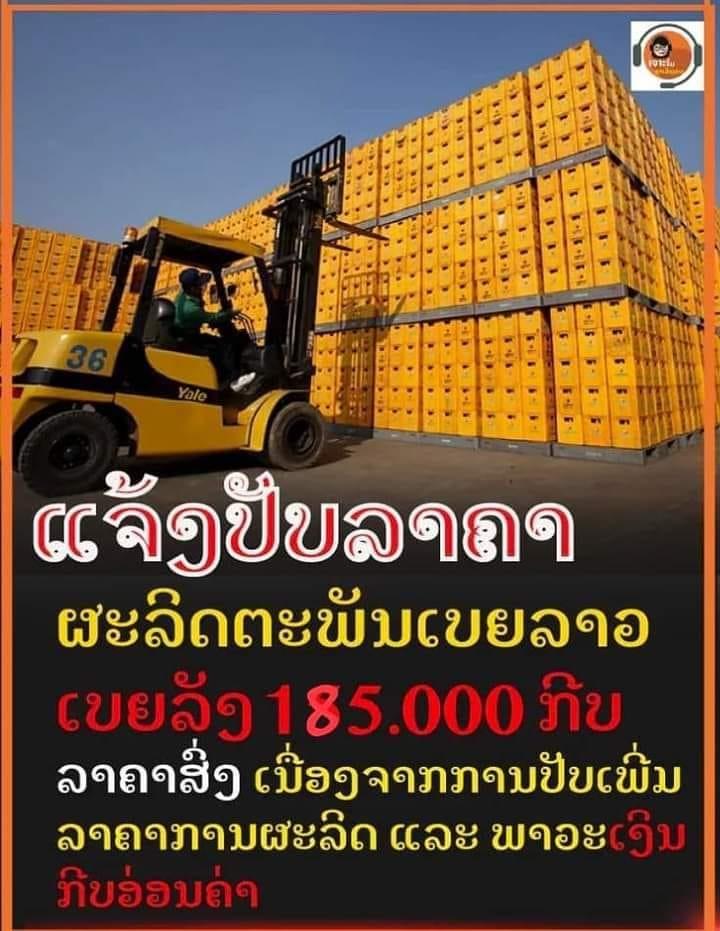 36
Yale
ແຈ້ງປັບລາຄາ
ຜະລິດຕະພັນເບຍລາວ
ເບຍລັງ 185.000 ກີບ
ລາຄາສົ່ງ ເນື່ອງຈາກການປັບເພີ່ມ
ລາຄາການຜະລິດ ແລະ ພາອະເງິນ
ກີບອ່ອນຄ່າ